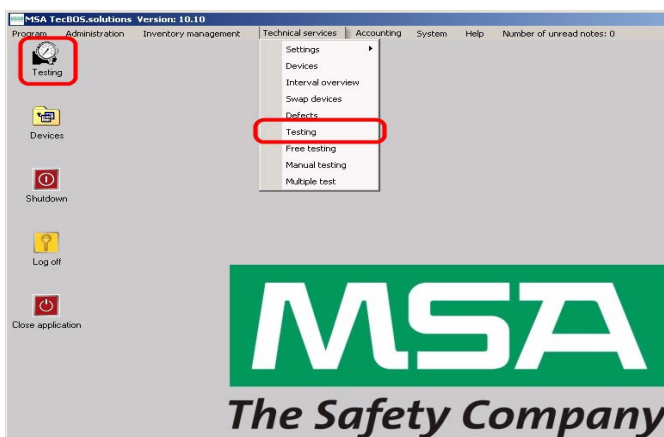 MSA TecBOS.solutions Version: 10.10
Program Administration Inventory management Technical services Accounting System Help Number of unread notes: 0
Settings
Devices
Interval overview
Swap devices
Defects
Testing
Free testing
Manual testing
Multiple test
Testing
Devices
Shutdown
Log off
Close application
MSA
The Safety Company